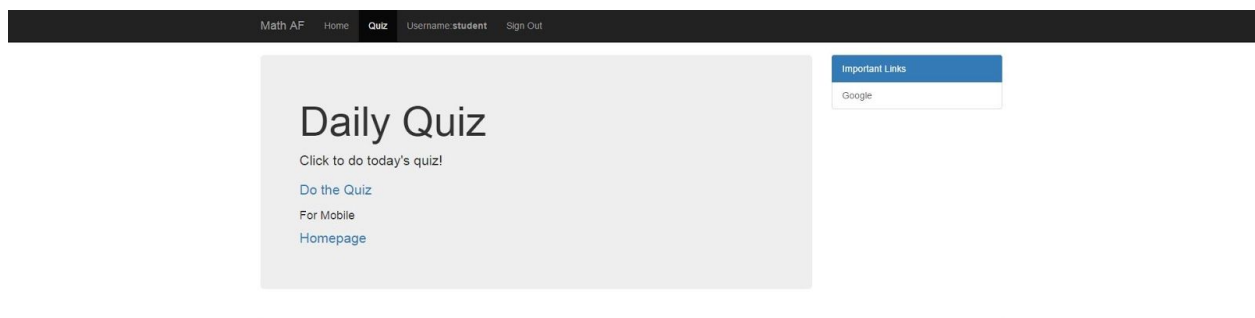 Math AF Home Quiz Username:student Sign Out
Daily Quiz
Click to do today's quiz!
Do the Quiz
For Mobile
Homepage
Important Links
Google